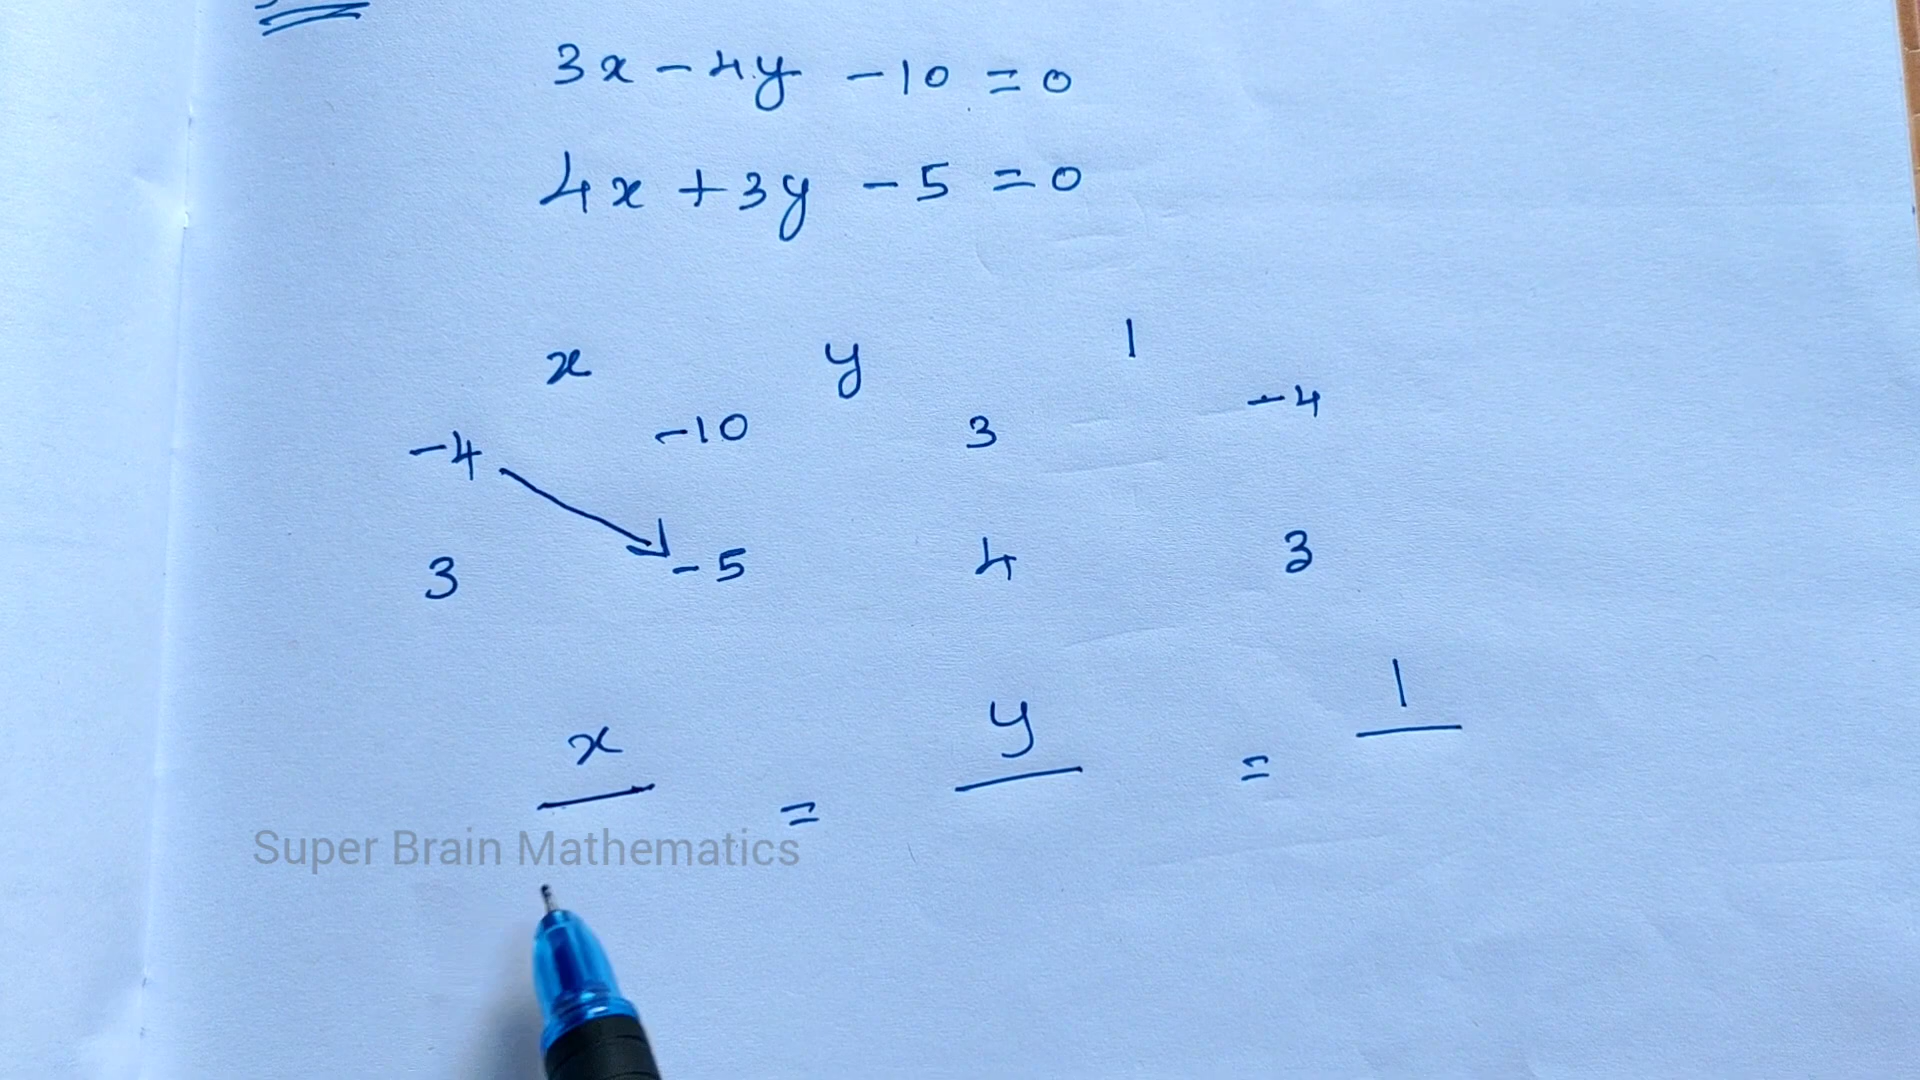 3x - 4y - 10 = 0
4x + 3y - 5 = 0
x y 1
-4 -10 3 -4
3 -5 4 3
x = y = 1
Super Brain Mathematics